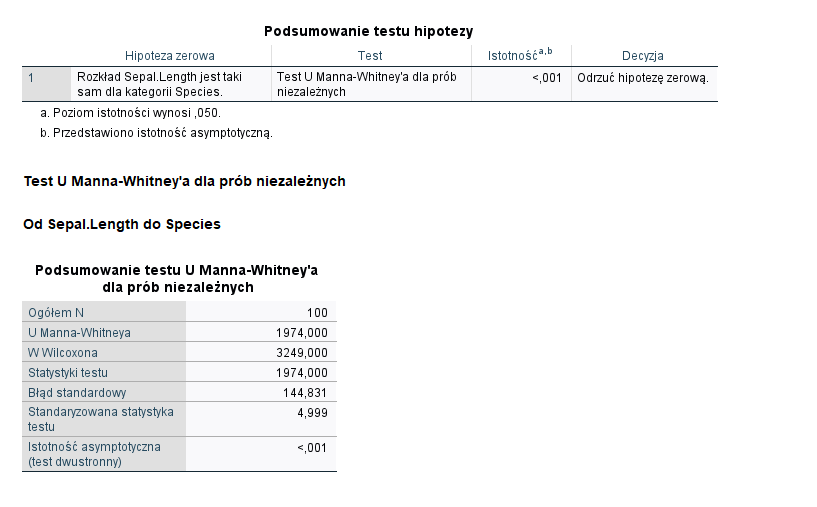 Podsumowanie testu hipotezy
Hipoteza zerowa Test Istotność a,b Decyzja
1 Rozkład Sepal.Length jest taki Test U Manna-Whitney'a dla prób <,001 Odrzuć hipotezę zerową.
sam dla kategorii Species. niezależnych
a. Poziom istotności wynosi ,050.
b. Przedstawiono istotność asymptotyczną.
Test U Manna-Whitney'a dla prób niezależnych
Od Sepal.Length do Species
Podsumowanie testu U Manna-Whitney'a
dla prób niezależnych
Ogółem N 100
U Manna-Whitneya 1974,000
W Wilcoxona 3249,000
Statystyki testu 1974,000
Błąd standardowy 144,831
Standaryzowana statystyka 4,999
testu
Istotność asymptotyczna <,001
(test dwustronny)